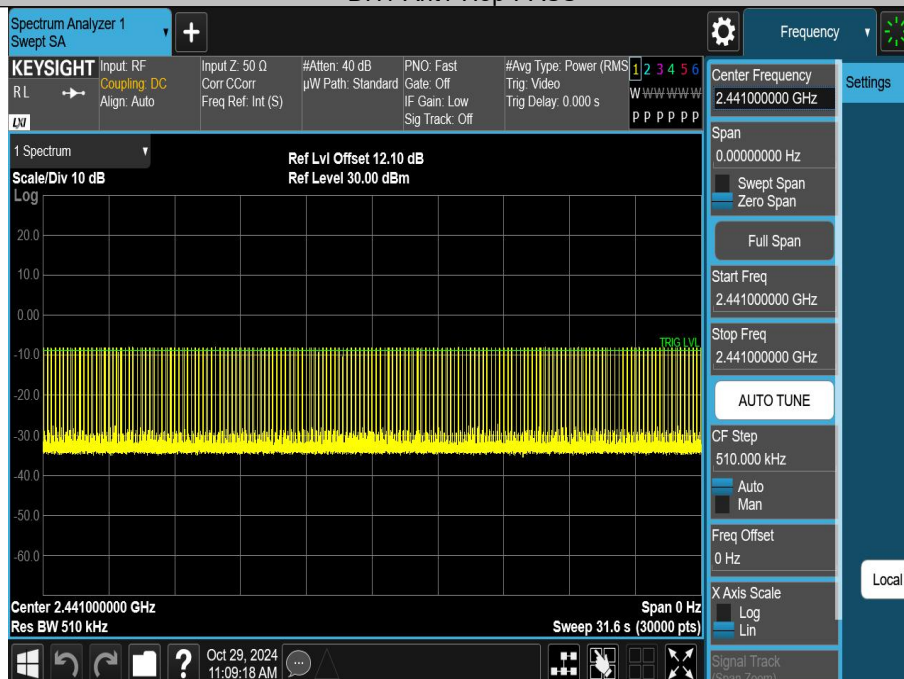 Spectrum Analyzer 1
Swept SA
Frequency
KEYSIGHT
R L
LXI
Input: RF
Coupling: DC
Align: Auto
Input Z: 50 Ω
Corr CCorr
Freq Ref: Int (S)
#Atten: 40 dB
µW Path: Standard
PNO: Fast
Gate: Off
IF Gain: Low
Sig Track: Off
#Avg Type: Power (RMS
Trig: Video
Trig Delay: 0.000 s
1 2 3 4 5 6
W W W W W W
P P P P P P
Center Frequency
2.441000000 GHz
Settings
Span
0.00000000 Hz
Swept Span
Zero Span
Full Span
Start Freq
2.441000000 GHz
Stop Freq
2.441000000 GHz
AUTO TUNE
CF Step
510.000 kHz
Auto
Man
Freq Offset
0 Hz
X Axis Scale
Log
Lin
Signal Track
(Span Zoom)
Local
1 Spectrum
Scale/Div 10 dB
Ref Lvl Offset 12.10 dB
Ref Level 30.00 dBm
Log
20.0
10.0
0.00
-10.0
-20.0
-30.0
-40.0
-50.0
-60.0
TRIG LVL
Center 2.441000000 GHz
Span 0 Hz
Res BW 510 kHz
Sweep 31.6 s (30000 pts)
?
Oct 29, 2024
11:09:18 AM